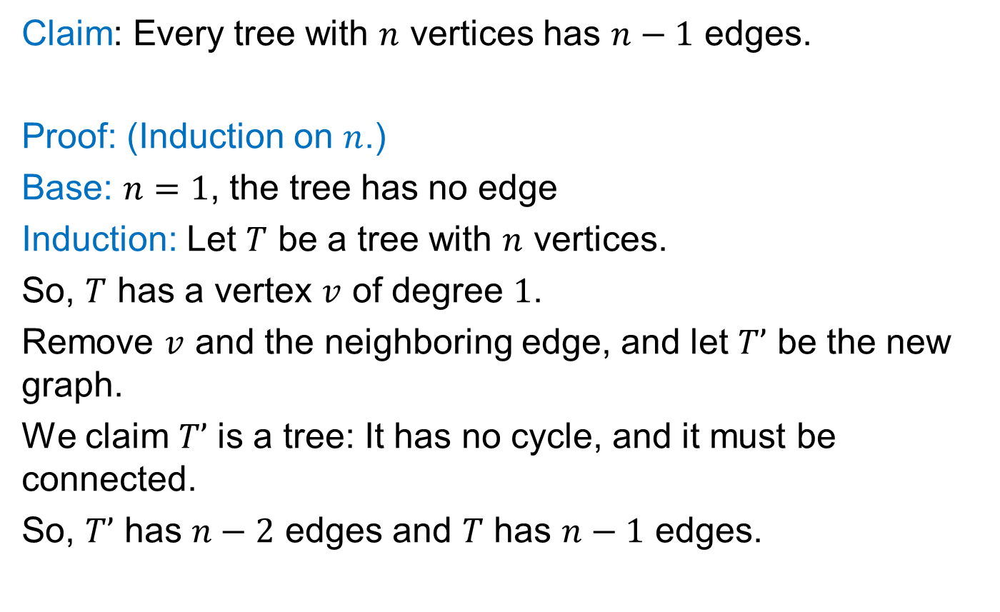 Claim: Every tree with 𝑛 vertices has 𝑛 − 1 edges.
Proof: (Induction on 𝑛.)
Base: 𝑛 = 1, the tree has no edge
Induction: Let 𝑇 be a tree with 𝑛 vertices.
So, 𝑇 has a vertex 𝑣 of degree 1.
Remove 𝑣 and the neighboring edge, and let 𝑇’ be the new
graph.
We claim 𝑇’ is a tree: It has no cycle, and it must be
connected.
So, 𝑇’ has 𝑛 − 2 edges and 𝑇 has 𝑛 − 1 edges.